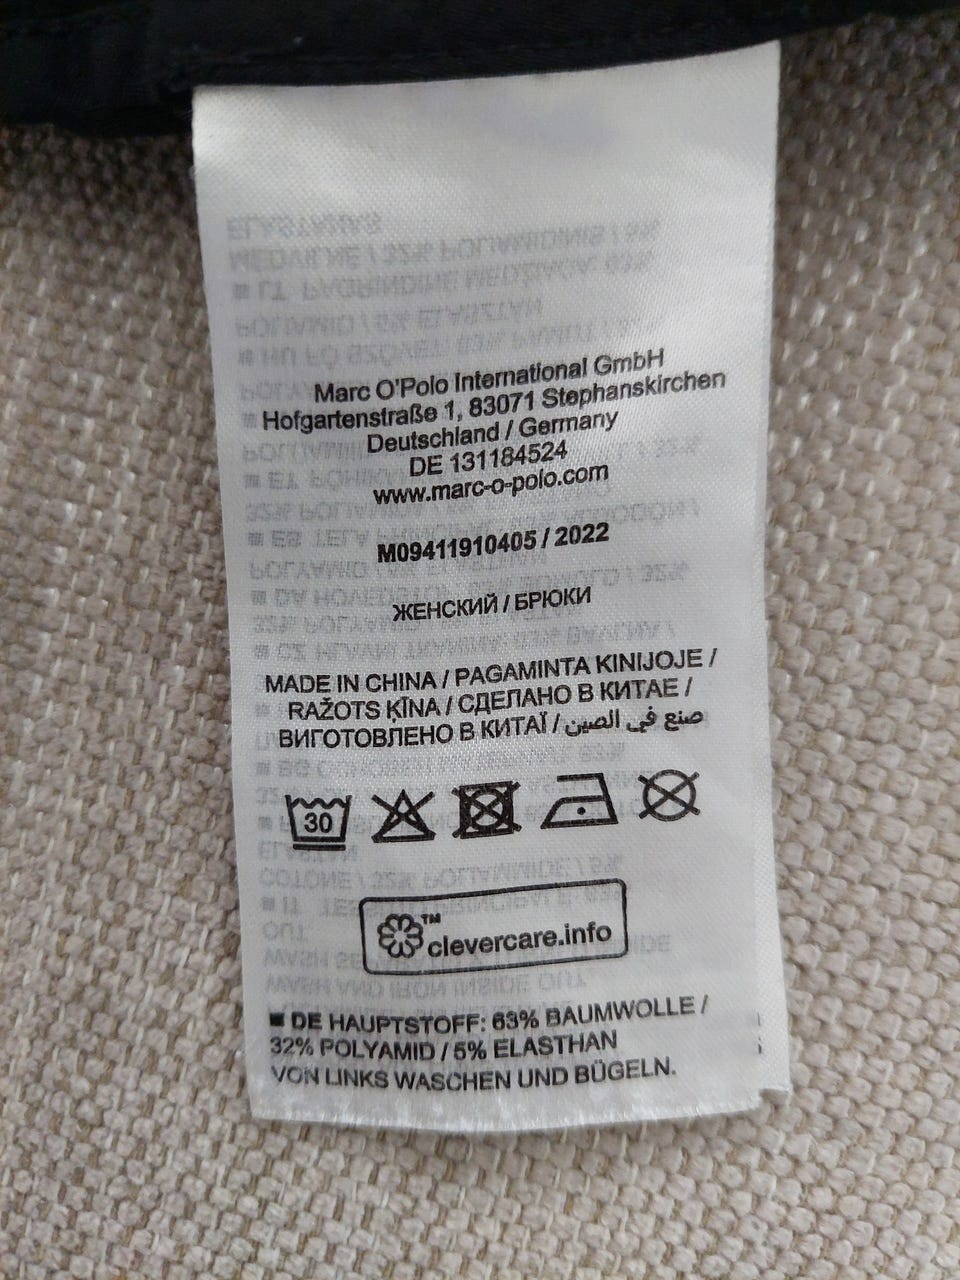 Marc O'Polo International GmbH
Hofgartenstraße 1, 83071 Stephanskirchen
Deutschland / Germany
DE 131184524
www.marc-o-polo.com
M09411910405 / 2022
ЖЕНСКИЙ / БРЮКИ
MADE IN CHINA / PAGAMINTA KINIJOJE /
RAŽOTS ĶĪNA / СДЕЛАНО В КИТАЕ /
ВИГОТОВЛЕНО В КИТАЇ / صنع في الصين
30
™
clevercare.info
■ DE HAUPTSTOFF: 63% BAUMWOLLE /
32% POLYAMID / 5% ELASTHAN
VON LINKS WASCHEN UND BÜGELN.